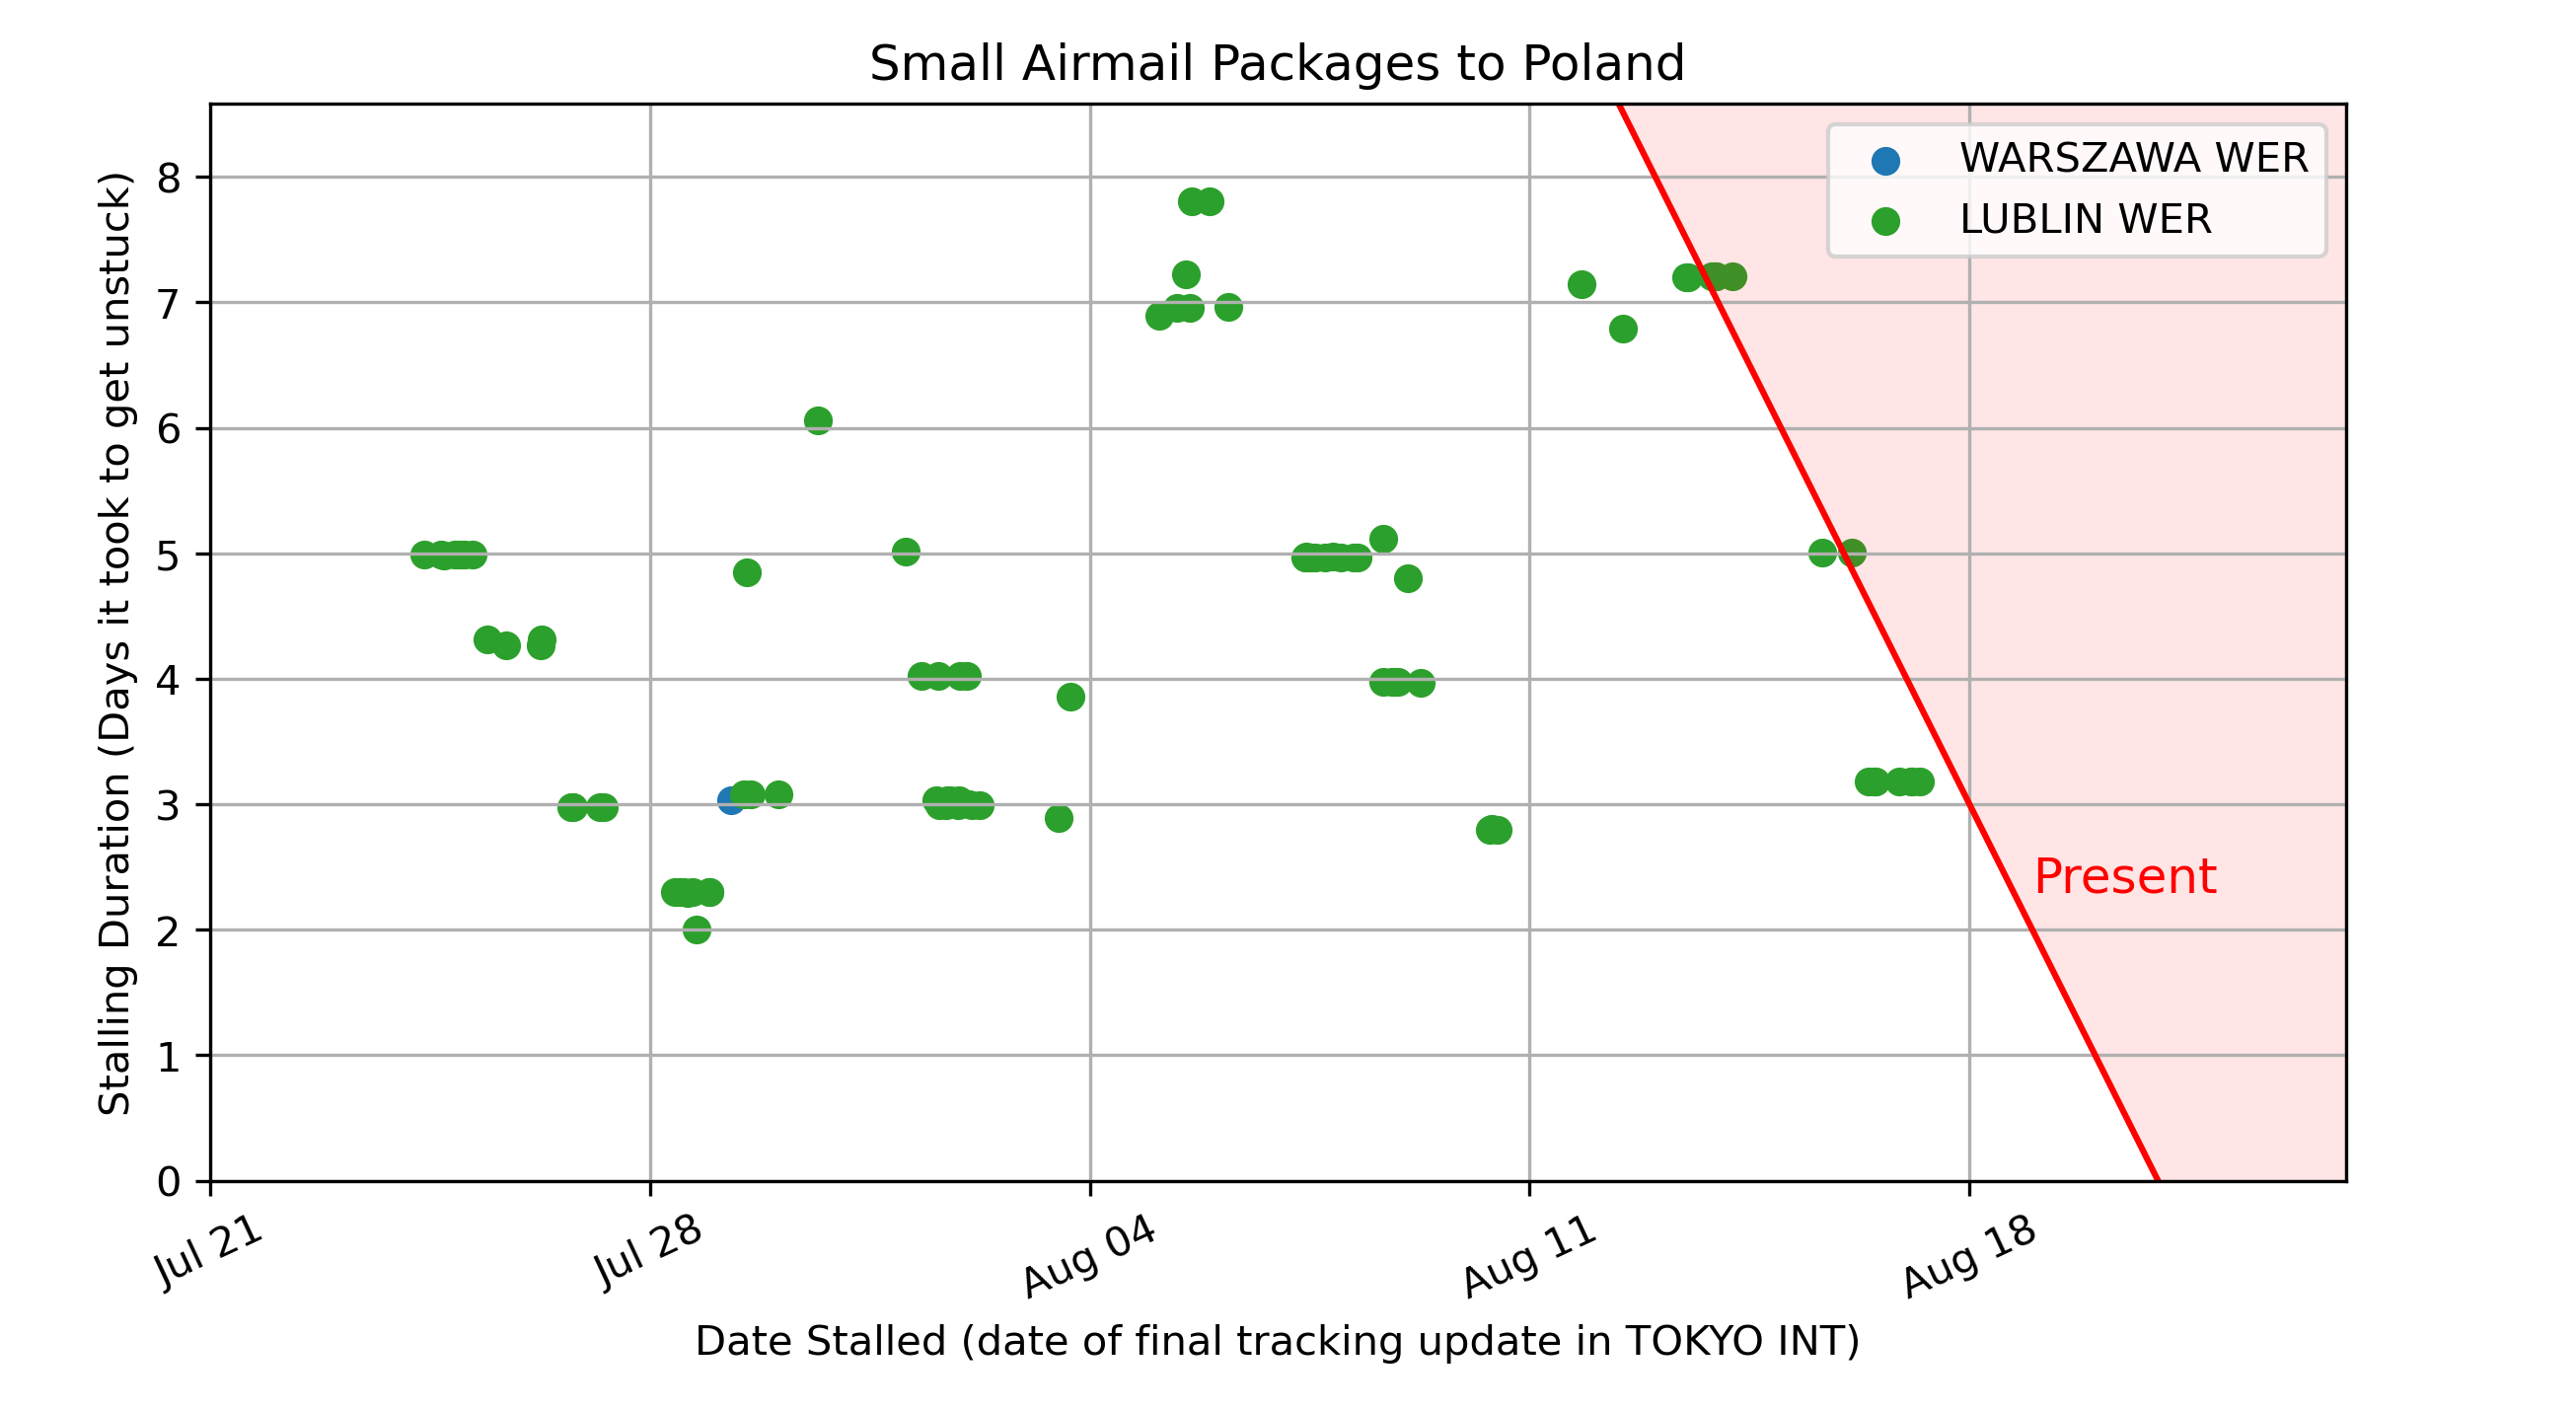 Small Airmail Packages to Poland
Stalling Duration (Days it took to get unstuck)
8
7
6
5
4
3
2
1
0
WARSZAWA WER
LUBLIN WER
Present
Jul 21
Jul 28
Aug 04
Aug 11
Aug 18
Date Stalled (date of final tracking update in TOKYO INT)